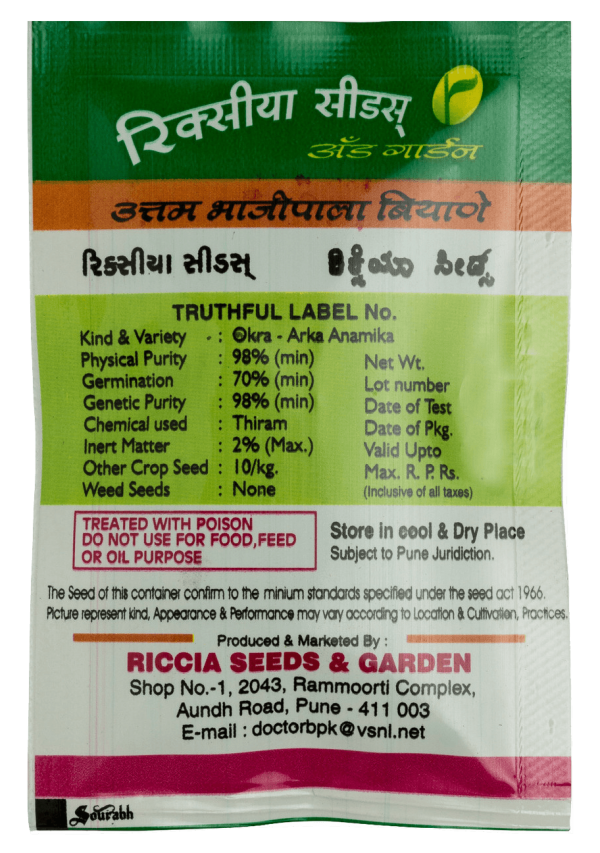 रिक्सीया सीडस्
अँड गार्डन
उत्तम भाजीपाला बियाणे
રિક્સીયા સીડસ્ ರಿಕ್ಷಿಯಾ ಸೀಡ್ಸ
TRUTHFUL LABEL No.
Kind & Variety : Okra - Arka Anamika
Physical Purity : 98% (min) Net Wt.
Germination : 70% (min) Lot number
Genetic Purity : 98% (min) Date of Test
Chemical used : Thiram Date of Pkg.
Inert Matter : 2% (Max.) Valid Upto
Other Crop Seed : 10/kg. Max. R. P. Rs.
Weed Seeds : None (Inclusive of all taxes)
TREATED WITH POISON
DO NOT USE FOR FOOD,FEED
OR OIL PURPOSE
Store in cool & Dry Place
Subject to Pune Juridiction.
The Seed of this container confirm to the minium standards specified under the seed act 1966.
Picture represent kind, Appearance & Performance may vary according to Location & Cultivation, Practices.
Produced & Marketed By :
RICCIA SEEDS & GARDEN
Shop No.-1, 2043, Rammoorti Complex,
Aundh Road, Pune - 411 003
E-mail : doctorbpk@vsnl.net
Sourabh